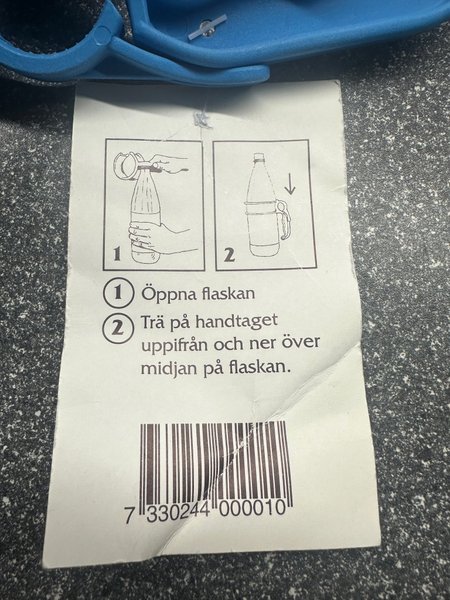 1
2
1 Öppna flaskan
2 Trä på handtaget
uppifrån och ner över
midjan på flaskan.
7 330244 000010